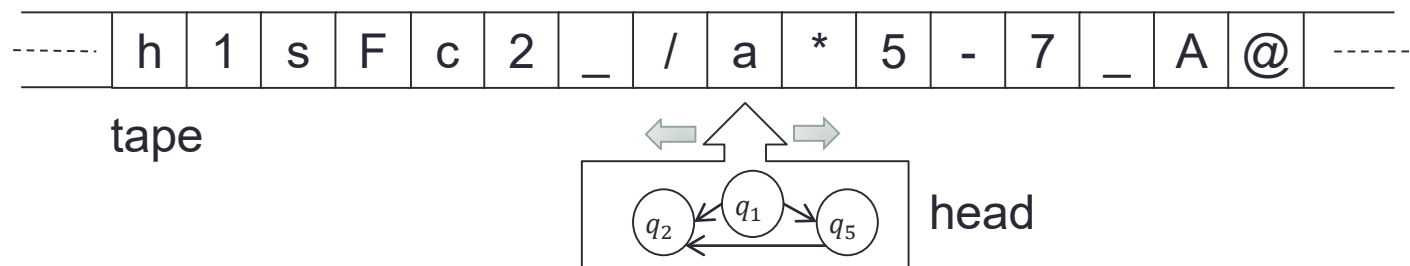 h 1 s F c 2 _ / a * 5 - 7 _ A @
tape
q₁
q₂ q₅
head